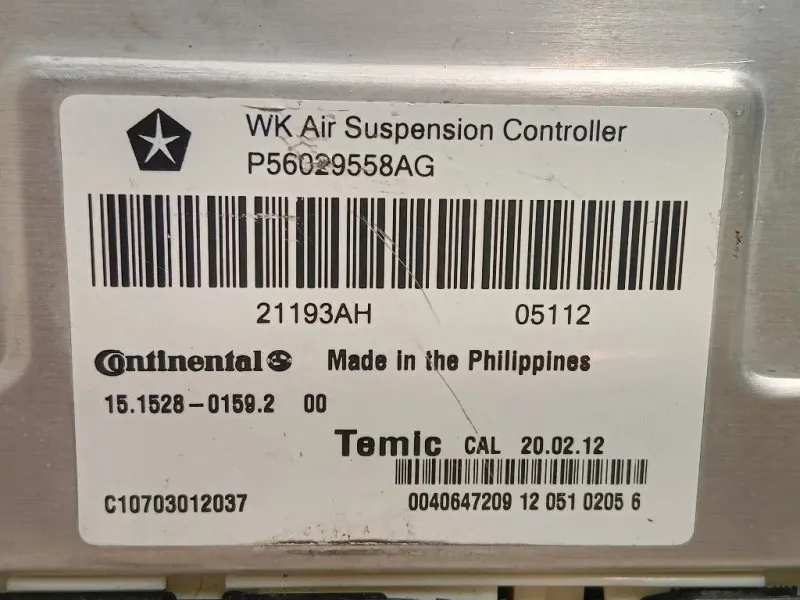 WK Air Suspension Controller
P56029558AG
21193AH 05112
Continental Made in the Philippines
15.1528-0159.2 00
Temic CAL 20.02.12
C10703012037 0040647209 12 051 0205 6